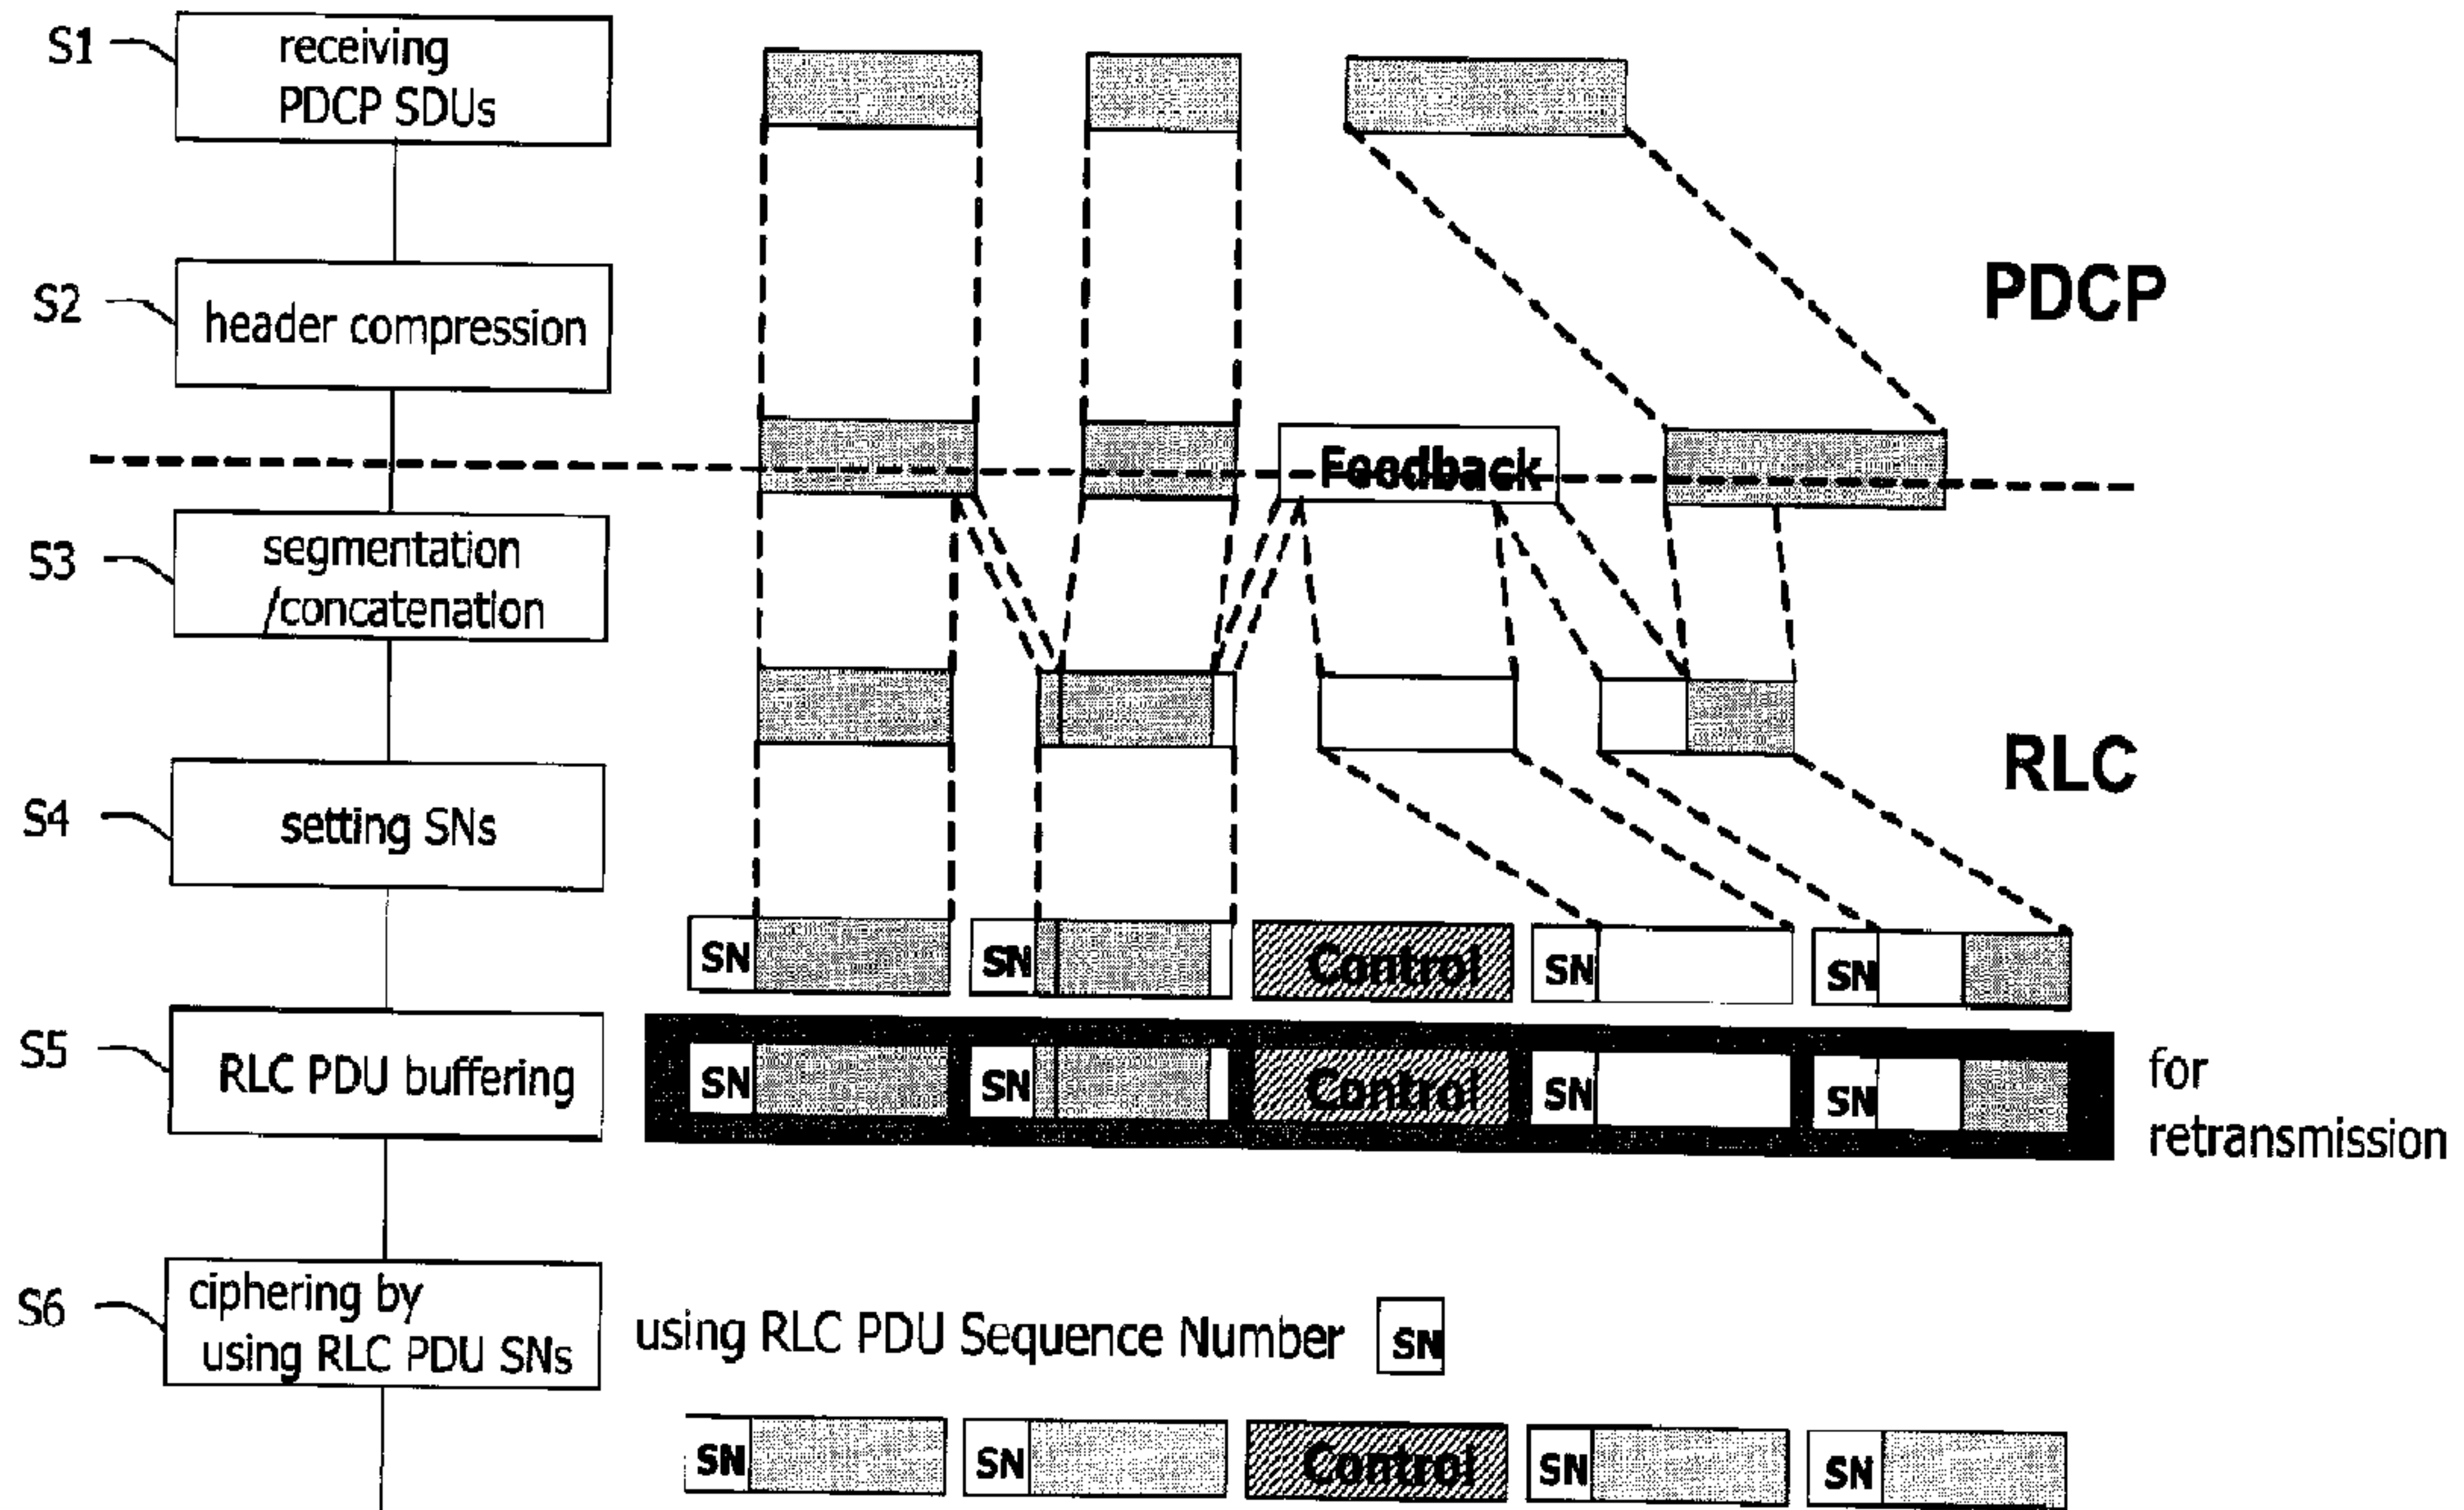 S1
receiving
PDCP SDUs
S2
header compression
PDCP
Feedback
S3
segmentation
/concatenation
RLC
S4
setting SNs
SN
SN
Control
SN
SN
S5
RLC PDU buffering
SN
SN
Control
SN
SN
for
retransmission
S6
ciphering by
using RLC PDU SNs
using RLC PDU Sequence Number SN
SN
SN
Control
SN
SN